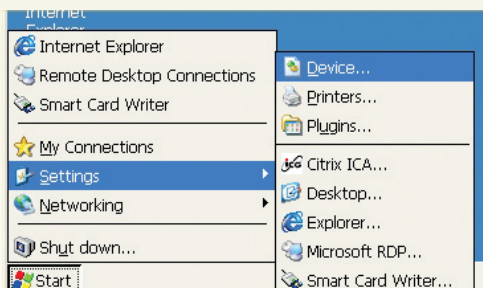 Internet
Explorer
Internet Explorer
Remote Desktop Connections
Smart Card Writer
My Connections
Settings
Networking
Shut down...
Start
Device...
Printers...
Plugins...
Citrix ICA...
Desktop...
Explorer...
Microsoft RDP...
Smart Card Writer...